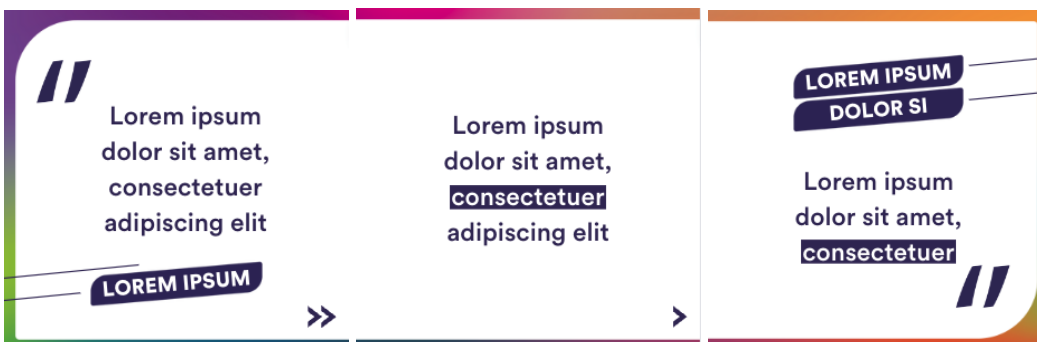 Lorem ipsum
dolor sit amet,
consectetuer
adipiscing elit
LOREM IPSUM
Lorem ipsum
dolor sit amet,
consectetuer
adipiscing elit
LOREM IPSUM
DOLOR SI
Lorem ipsum
dolor sit amet,
consectetuer